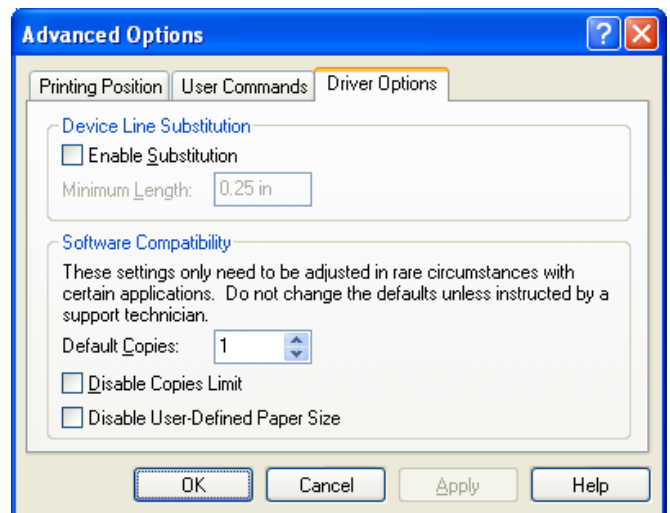 Advanced Options
Printing Position User Commands Driver Options
Device Line Substitution
Enable Substitution
Minimum Length: 0.25 in
Software Compatibility
These settings only need to be adjusted in rare circumstances with
certain applications. Do not change the defaults unless instructed by a
support technician.
Default Copies: 1
Disable Copies Limit
Disable User-Defined Paper Size
OK Cancel Apply Help